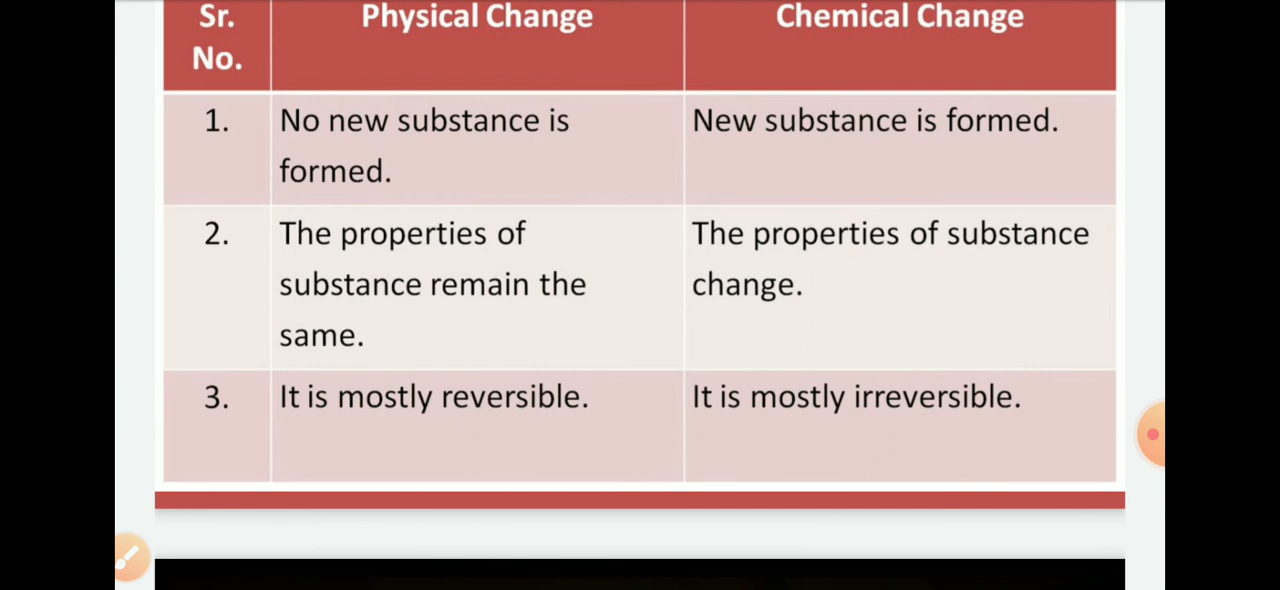 Sr. Physical Change Chemical Change
No.
1. No new substance is New substance is formed.
formed.
2. The properties of The properties of substance
substance remain the change.
same.
3. It is mostly reversible. It is mostly irreversible.